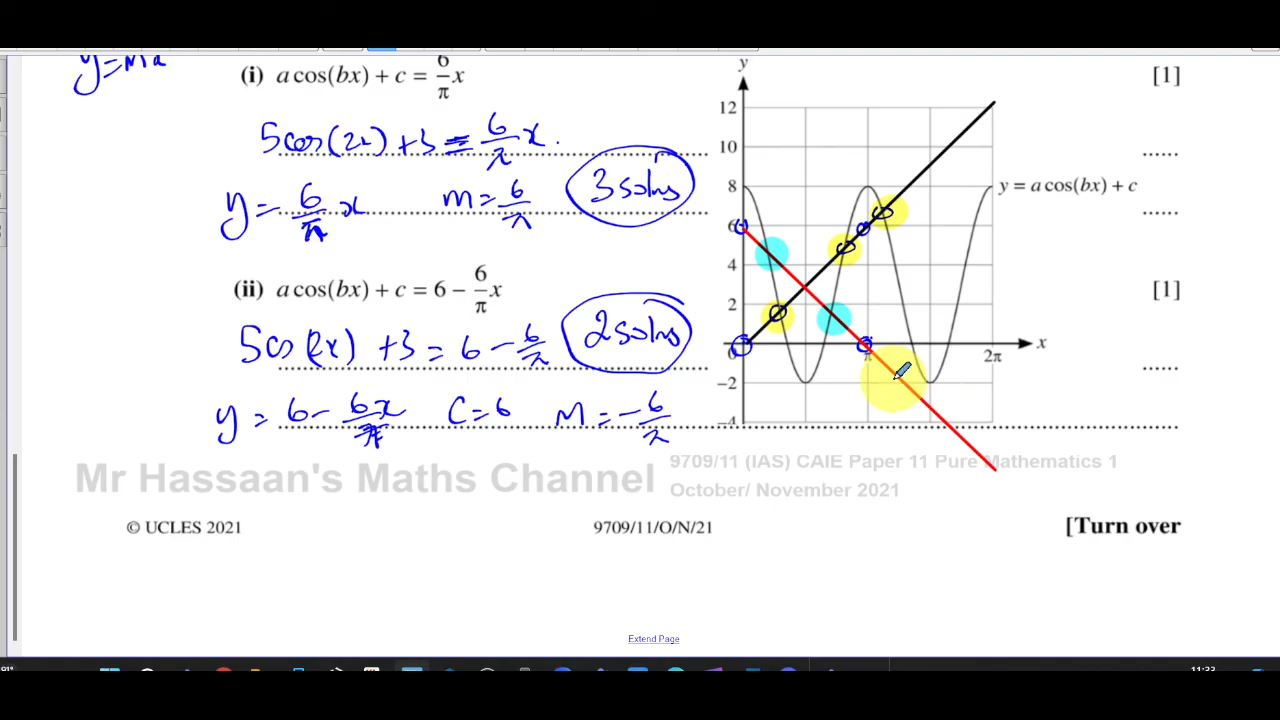 y = Mx
(i) a cos(bx) + c = 6/π x [1]
5cos(2x) + 3 = 6/π x
y = 6/π x m = 6/π 3 solns
(ii) a cos(bx) + c = 6 − 6/π x [1]
5cos(2x) + 3 = 6 − 6/π 2 solns
y = 6 − 6x/π C = 6 M = −6/π
y
12
10
8
6
4
2
0
−2
−4
π
2π
x
y = a cos(bx) + c
Mr Hassaan's Maths Channel
9709/11 (IAS) CAIE Paper 11 Pure Mathematics 1
October/ November 2021
© UCLES 2021 9709/11/O/N/21 [Turn over
Extend Page
91°
11:33